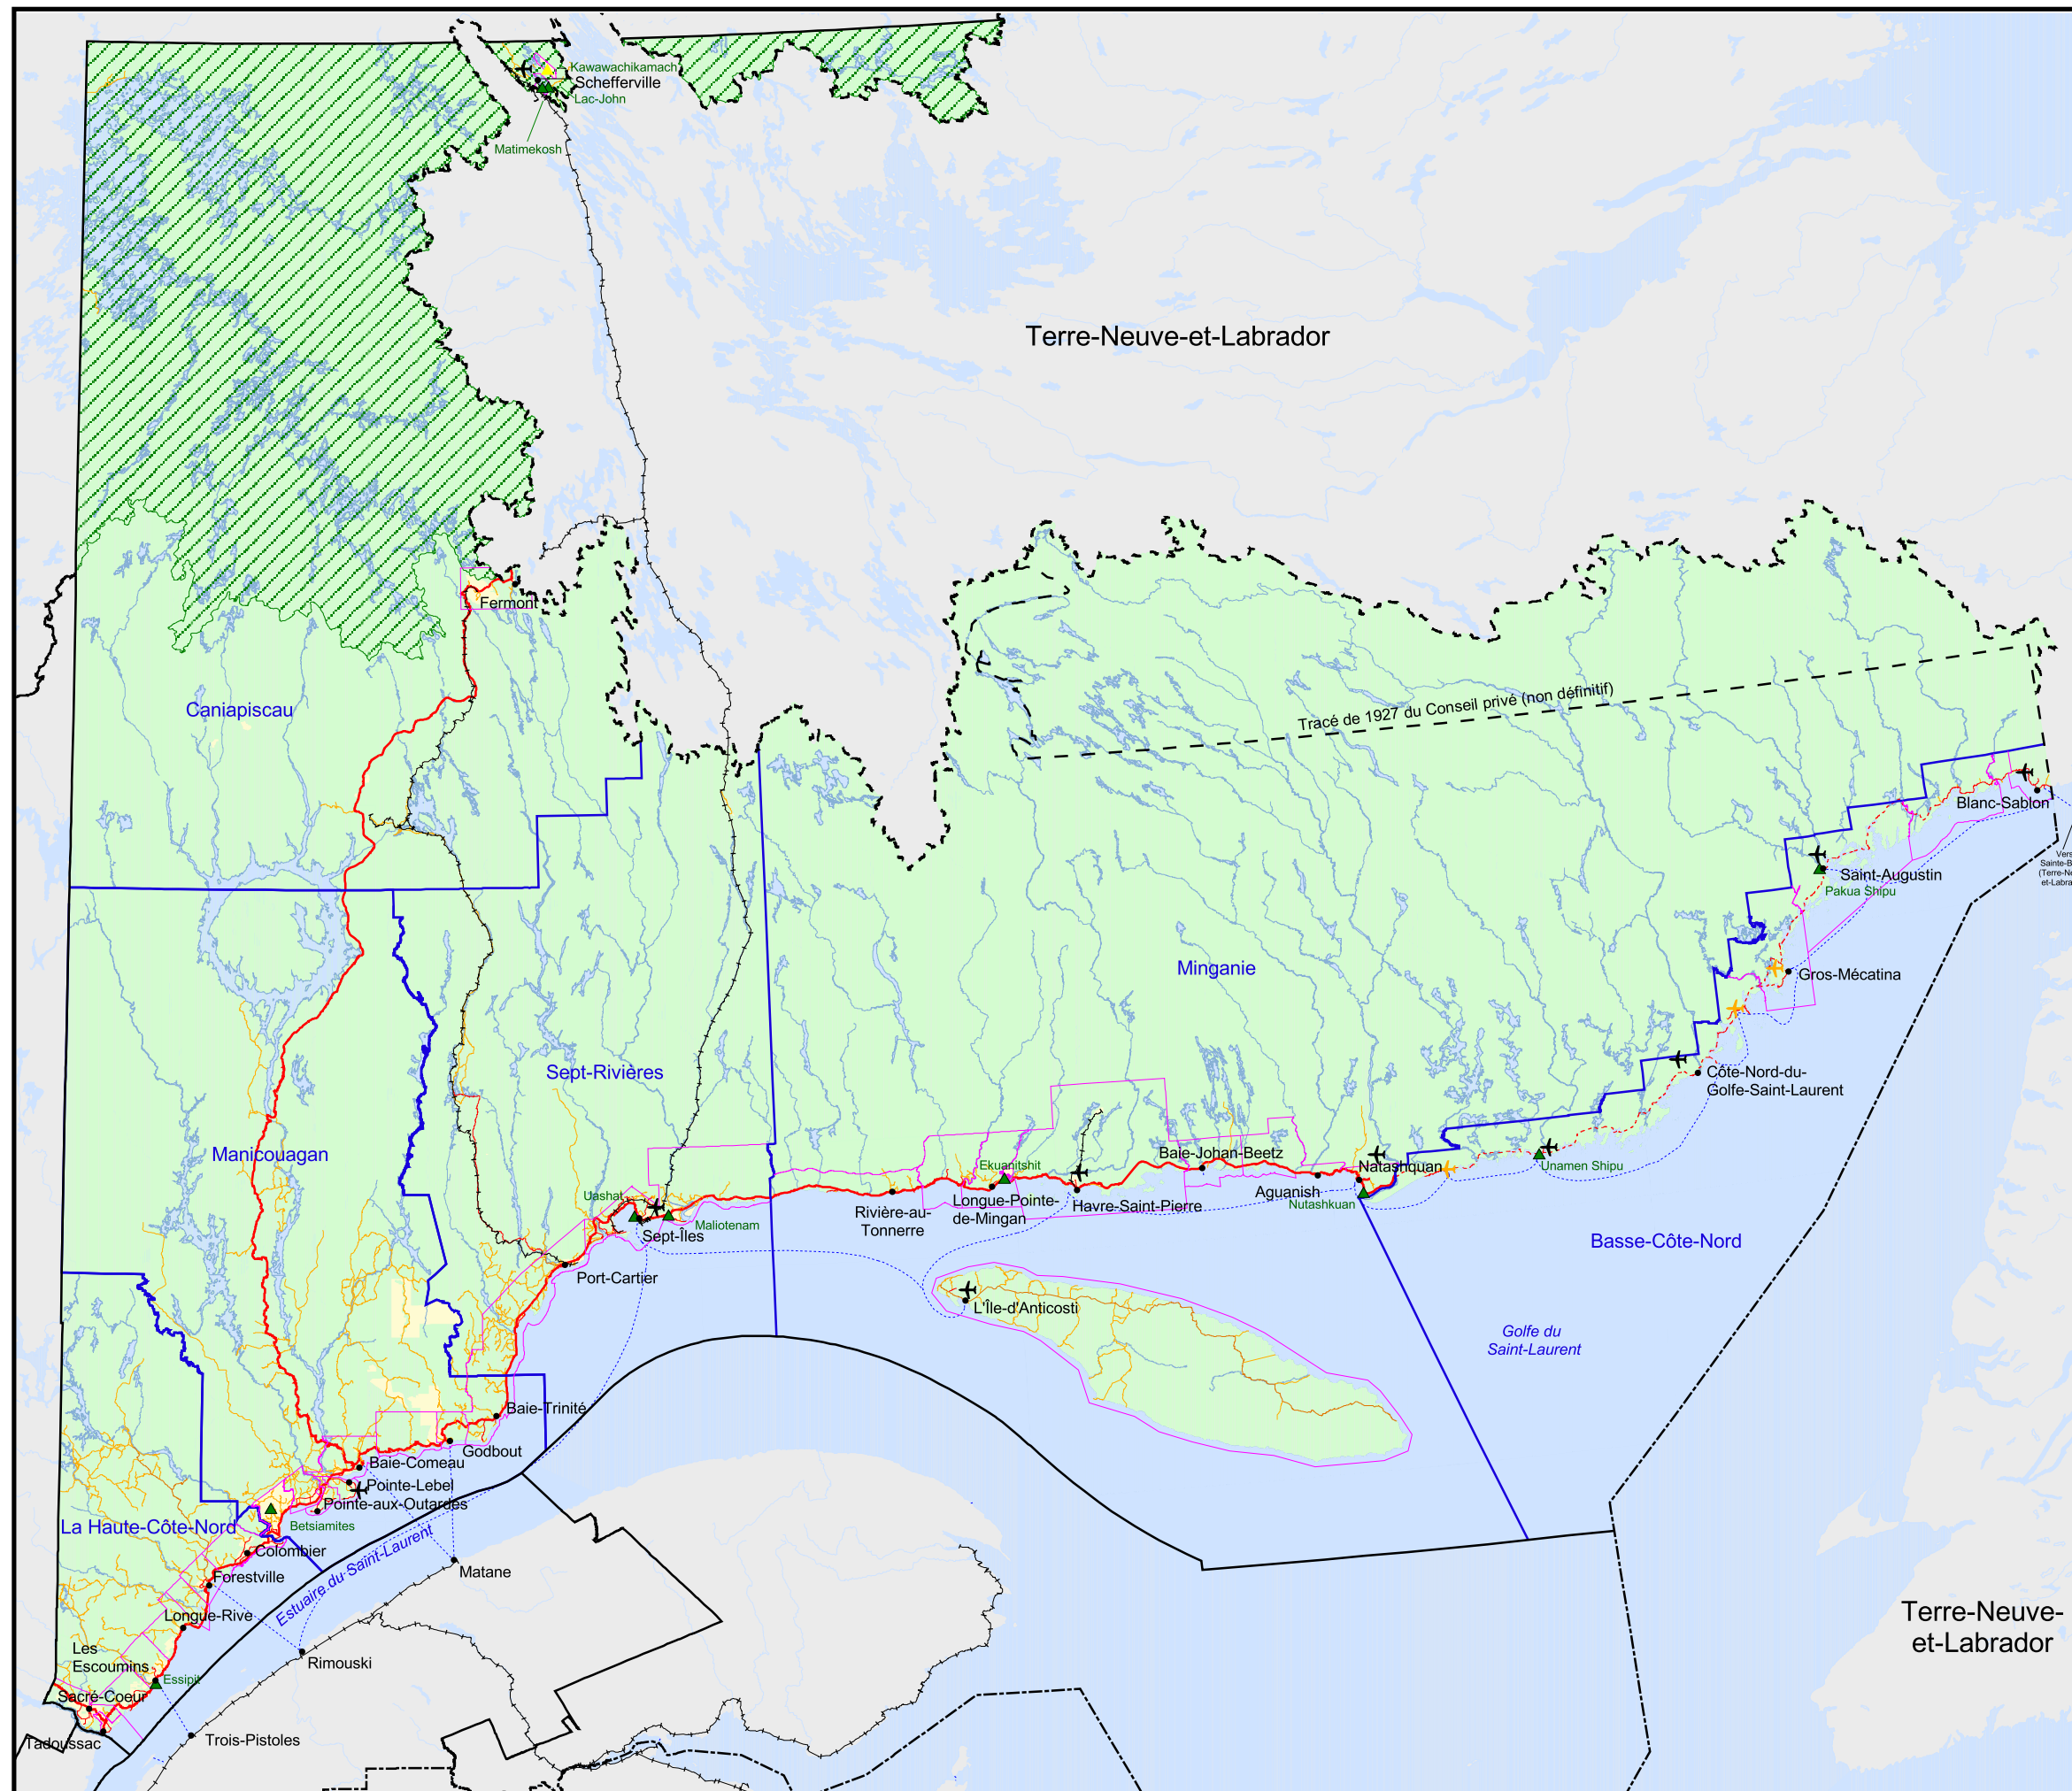 Kawawachikamach
Schefferville
Lac-John
Matimekosh
Terre-Neuve-et-Labrador
Fermont
Caniapiscau
Tracé de 1927 du Conseil privé (non définitif)
Blanc-Sablon
Vers
Saint-Augustin
Pakua Shipu
Minganie
Gros-Mécatina
Sept-Rivières
Côte-Nord-du-
Golfe-Saint-Laurent
Manicouagan
Baie-Johan-Beetz
Natashquan
Unamen Shipu
Ekuanitshit
Uashat
Aguanish
Nutashkuan
Longue-Pointe-
de-Mingan
Havre-Saint-Pierre
Rivière-au-
Tonnerre
Maliotenam
Sept-Îles
Basse-Côte-Nord
Port-Cartier
L'Île-d'Anticosti
Golfe du
Saint-Laurent
Baie-Trinité
Godbout
Baie-Comeau
Pointe-Lebel
Pointe-aux-Outardes
Betsiamites
La Haute-Côte-Nord
Colombier
Estuaire du Saint-Laurent
Forestville
Matane
Longue-Rive
Terre-Neuve-
et-Labrador
Les
Escoumins
Essipit
Rimouski
Sacré-Coeur
Tadoussac
Trois-Pistoles